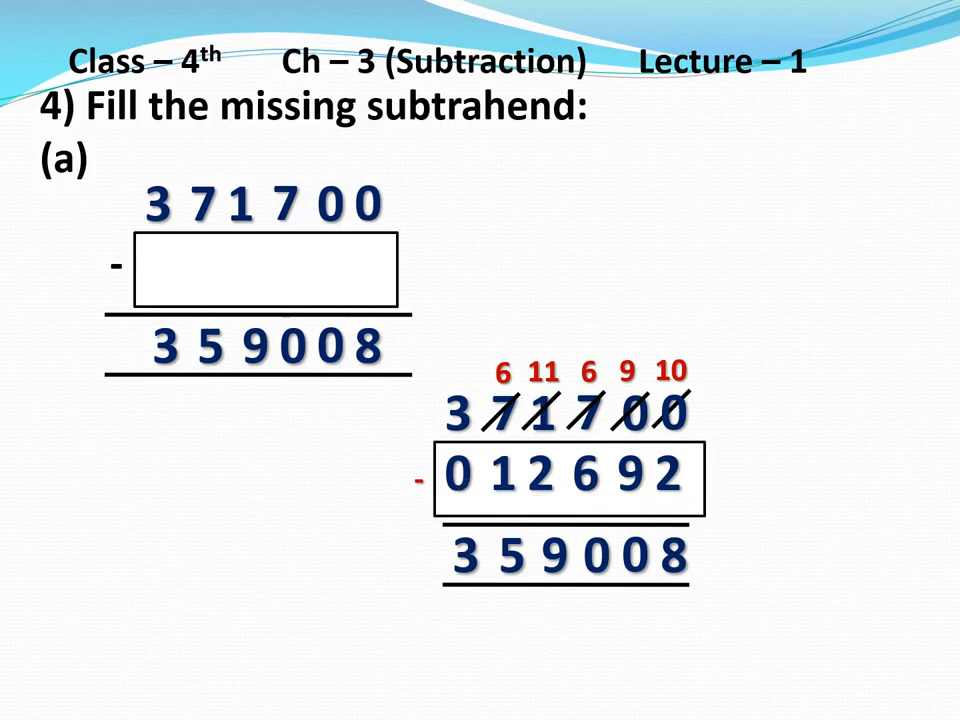 Class – 4th Ch – 3 (Subtraction) Lecture – 1
4) Fill the missing subtrahend:
(a)
3 7 1 7 0 0
-
3 5 9 0 0 8
6 11 6 9 10
3 7 1 7 0 0
- 0 1 2 6 9 2
3 5 9 0 0 8